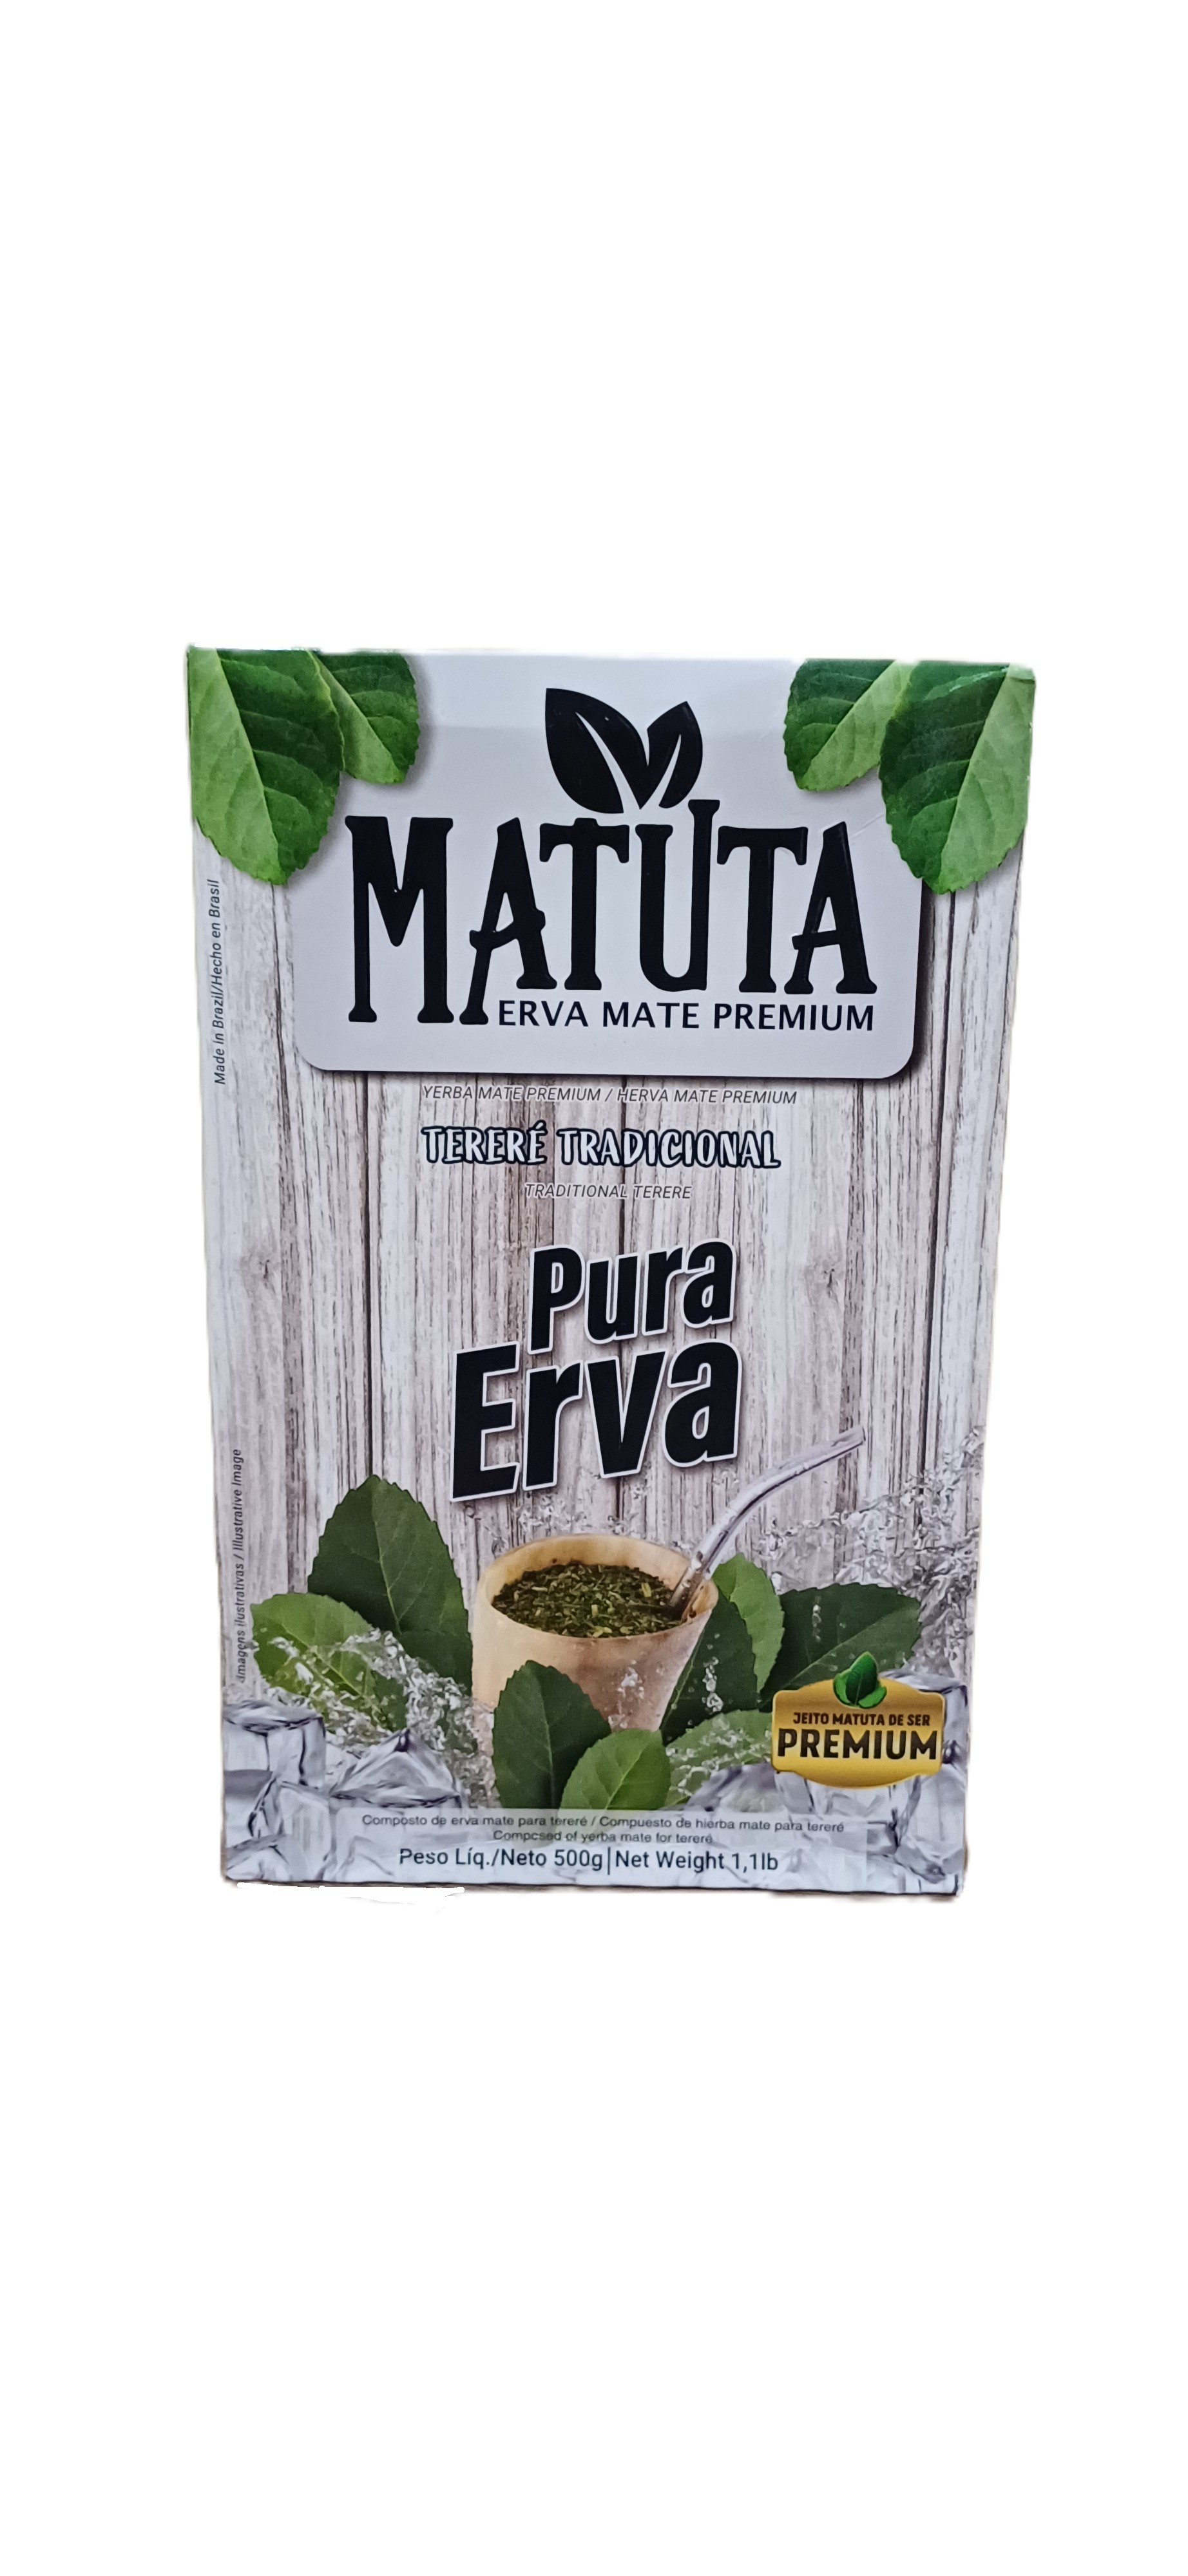 MATUTA
ERVA MATE PREMIUM
YERBA MATE PREMIUM / HERVA MATE PREMIUM
TERERÉ TRADICIONAL
TRADITIONAL TERERE
Pura
Erva
Made in Brazil/Hecho en Brasil
Imagens ilustrativas / Illustrative Image
JEITO MATUTA DE SER
PREMIUM
Composto de erva mate para tereré / Compuesto de hierba mate para tereré
Composed of yerba mate for tereré
Peso Líq./Neto 500g|Net Weight 1,1lb